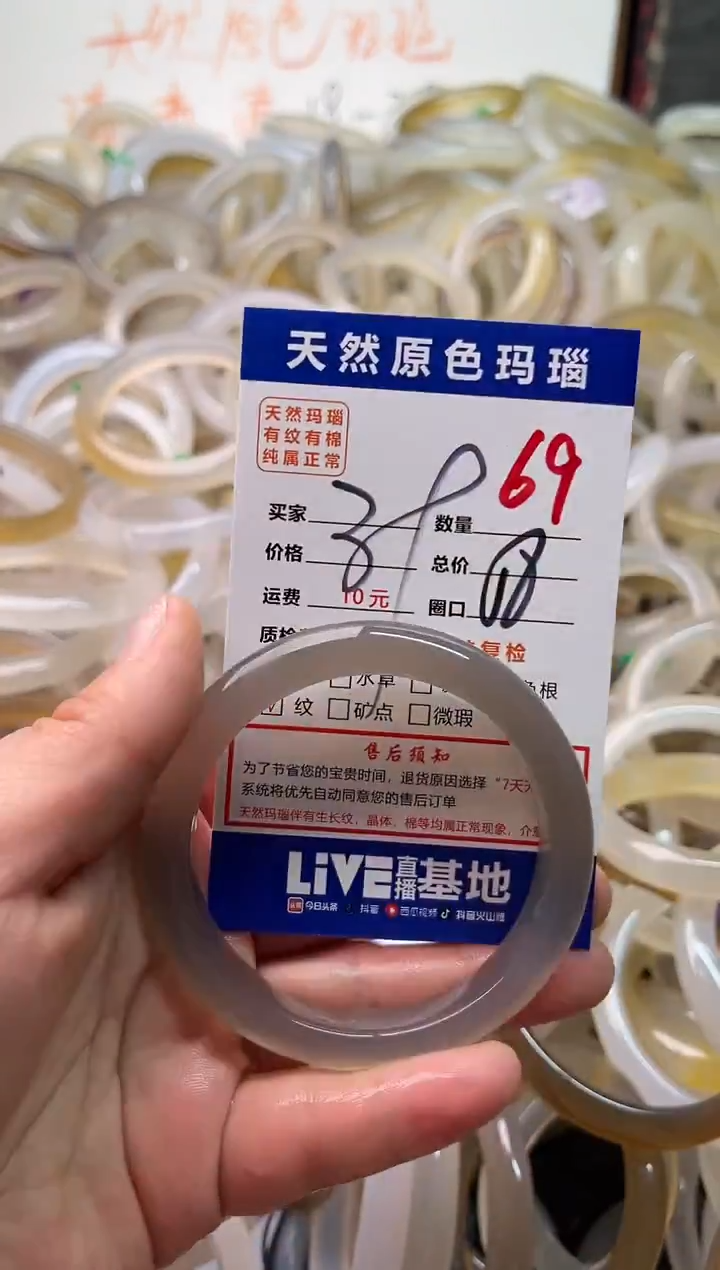 天然原色玛瑙
天然玛瑙
有纹有棉
纯属正常
69
买家
数量
价格
总价
运费 10元
圈口
质检
复检
水草
根
纹 矿点 微瑕
售后须知
为了节省您的宝贵时间，退货原因选择“7天
系统将优先自动同意您的售后订单
天然玛瑙伴有生长纹，晶体，棉等均属正常现象，介意
LiVE直播基地
头条 今日头条 抖音 西瓜视频 抖音火山版